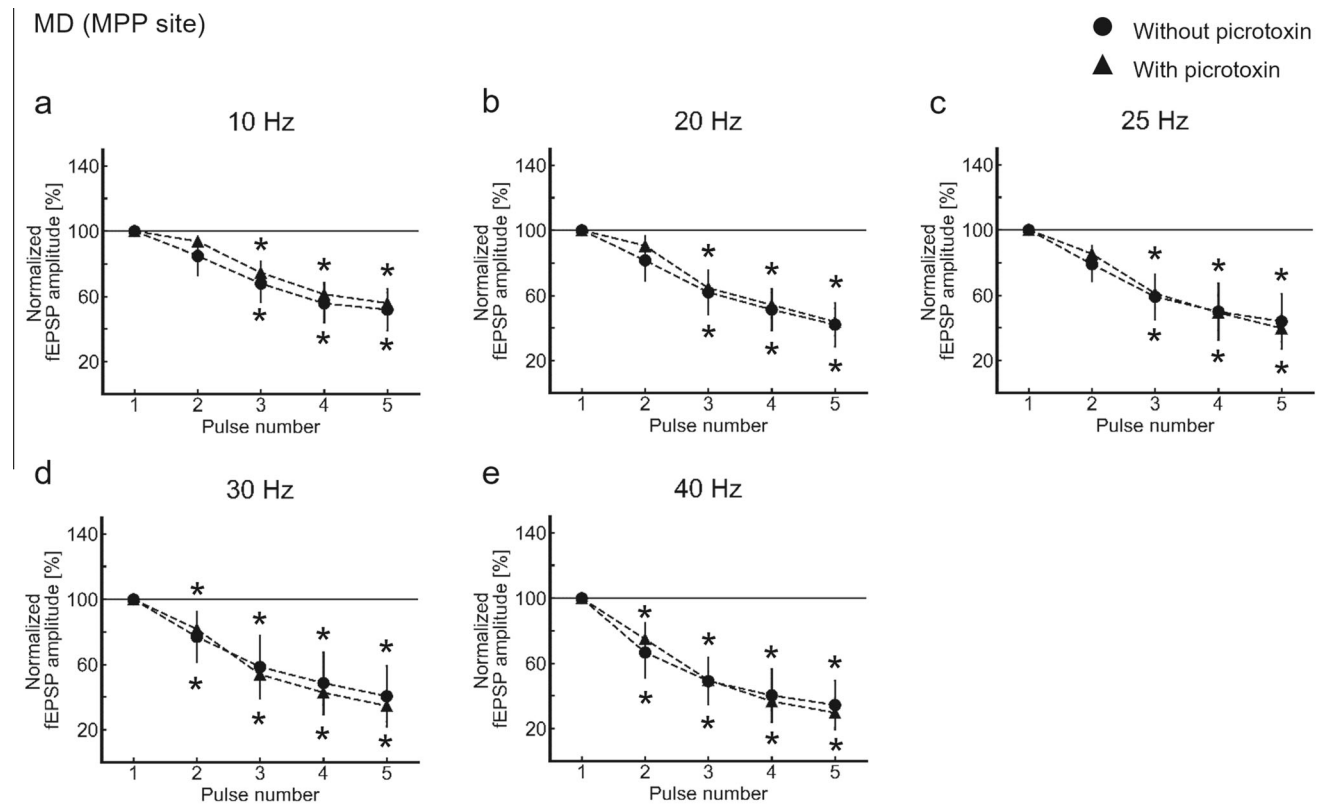 MD (MPP site)
Without picrotoxin
With picrotoxin
a
10 Hz
Normalized
fEPSP amplitude [%]
140
100
60
20
*
*
*
*
*
*
1 2 3 4 5
Pulse number
b
20 Hz
Normalized
fEPSP amplitude [%]
140
100
60
20
*
*
*
*
*
*
1 2 3 4 5
Pulse number
c
25 Hz
Normalized
fEPSP amplitude [%]
140
100
60
20
*
*
*
*
*
*
1 2 3 4 5
Pulse number
d
30 Hz
Normalized
fEPSP amplitude [%]
140
100
60
20
*
*
*
*
*
*
*
*
1 2 3 4 5
Pulse number
e
40 Hz
Normalized
fEPSP amplitude [%]
140
100
60
20
*
*
*
*
*
*
*
*
1 2 3 4 5
Pulse number